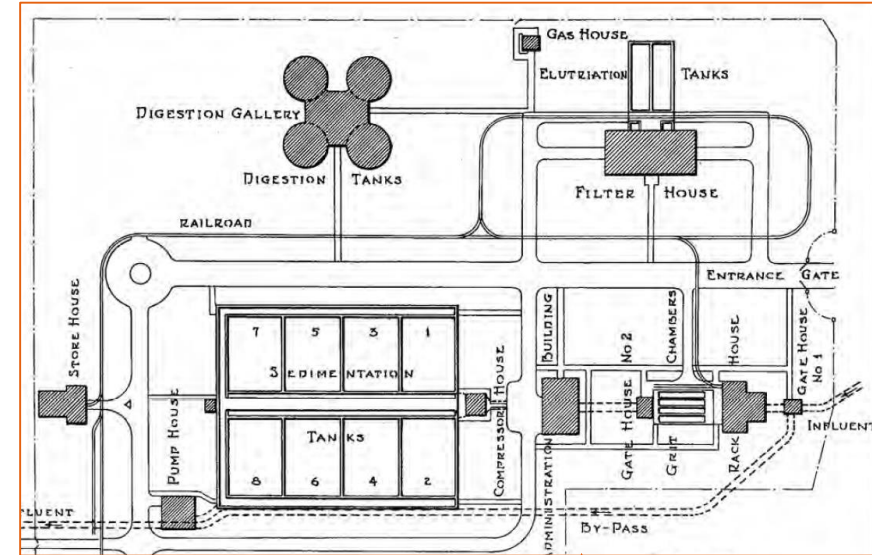 GAS HOUSE
ELUTRIATION TANKS
DIGESTION GALLERY
DIGESTION TANKS
FILTER HOUSE
RAILROAD
ENTRANCE GATE
STORE HOUSE
7 5 3 1
SEDIMENTATION
TANKS
8 6 4 2
PUMP HOUSE
COMPRESSOR HOUSE
ADMINISTRATION BUILDING
GATE HOUSE No 2
GRIT CHAMBERS
RACK HOUSE
GATE HOUSE
No 1
INFLUENT
FLUENT
BY-PASS